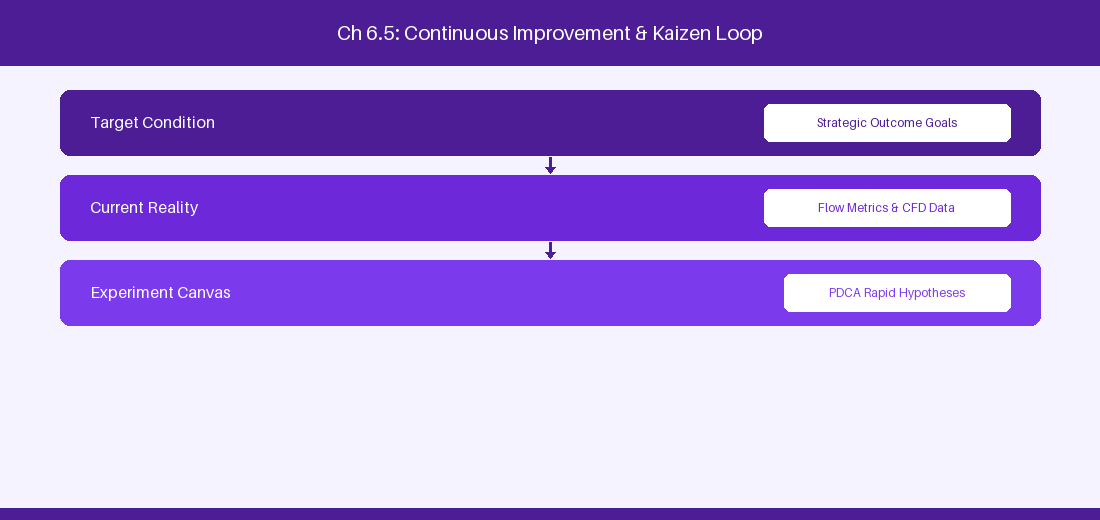 Ch 6.5: Continuous Improvement & Kaizen Loop
Target Condition
Strategic Outcome Goals
Current Reality
Flow Metrics & CFD Data
Experiment Canvas
PDCA Rapid Hypotheses